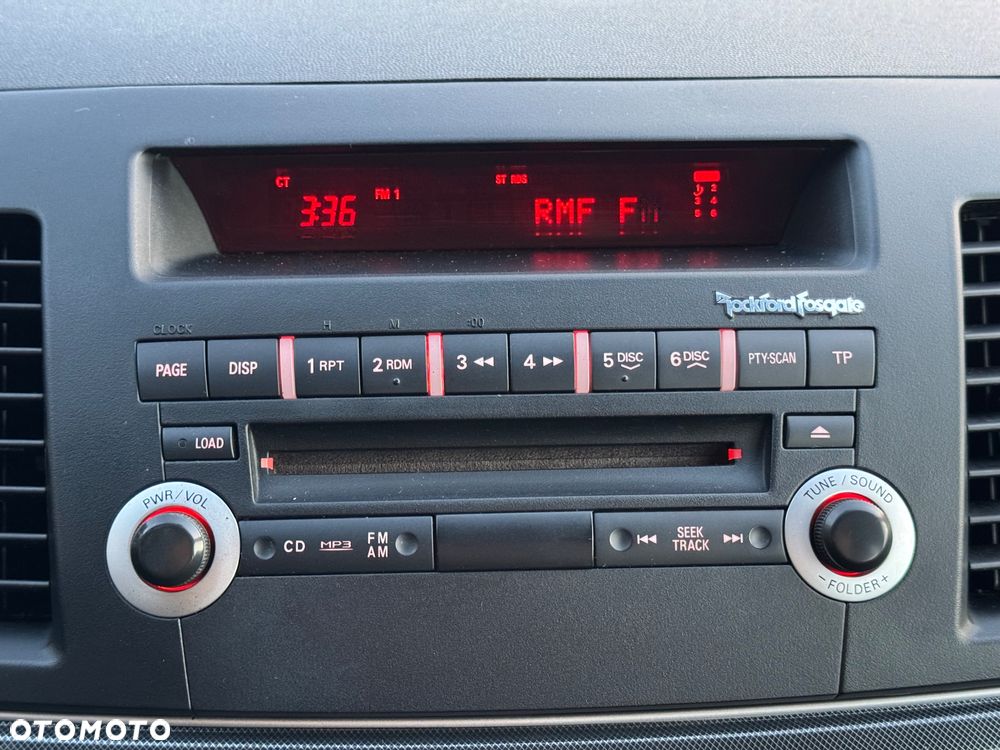 CT
3:36
FM 1
ST RDS
RMF FM
1 2
3 4
5 6
Rockford Fosgate
CLOCK H M :00
PAGE DISP 1 RPT 2 RDM 3 4 5 DISC 6 DISC PTY-SCAN TP
LOAD
PWR/VOL
CD MP3 FM
AM
SEEK
TRACK
TUNE / SOUND
- FOLDER +
OTOMOTO